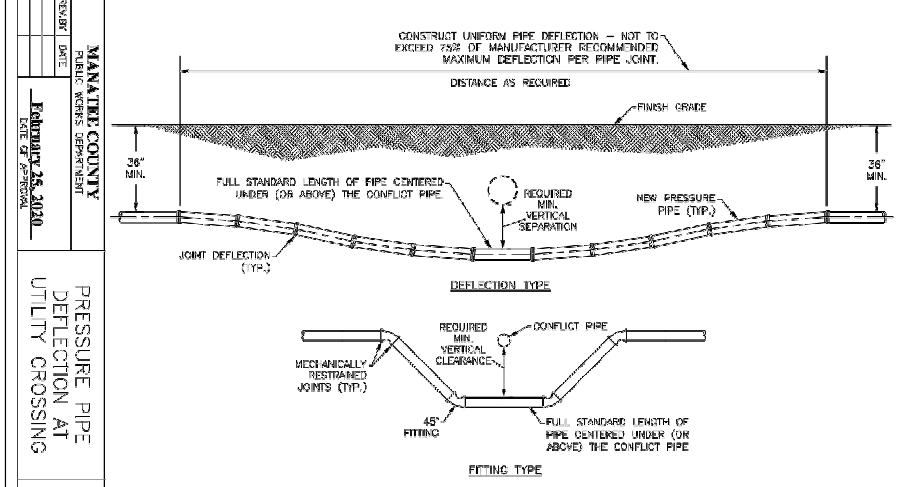 REV.BY
DATE
MANATEE COUNTY
PUBLIC WORKS DEPARTMENT
February 25, 2020
DATE OF APPROVAL
PRESSURE PIPE
DEFLECTION AT
UTILITY CROSSING
CONSTRUCT UNIFORM PIPE DEFLECTION – NOT TO
EXCEED 75% OF MANUFACTURER RECOMMENDED
MAXIMUM DEFLECTION PER PIPE JOINT.
DISTANCE AS REQUIRED
FINISH GRADE
36"
MIN.
36"
MIN.
FULL STANDARD LENGTH OF PIPE CENTERED
UNDER (OR ABOVE) THE CONFLICT PIPE
REQUIRED
MIN.
VERTICAL
SEPARATION
NEW PRESSURE
PIPE (TYP.)
JOINT DEFLECTION
(TYP.)
DEFLECTION TYPE
REQUIRED
MIN.
VERTICAL
CLEARANCE
CONFLICT PIPE
MECHANICALLY
RESTRAINED
JOINTS (TYP.)
45°
FITTING
FULL STANDARD LENGTH OF
PIPE CENTERED UNDER (OR
ABOVE) THE CONFLICT PIPE
FITTING TYPE